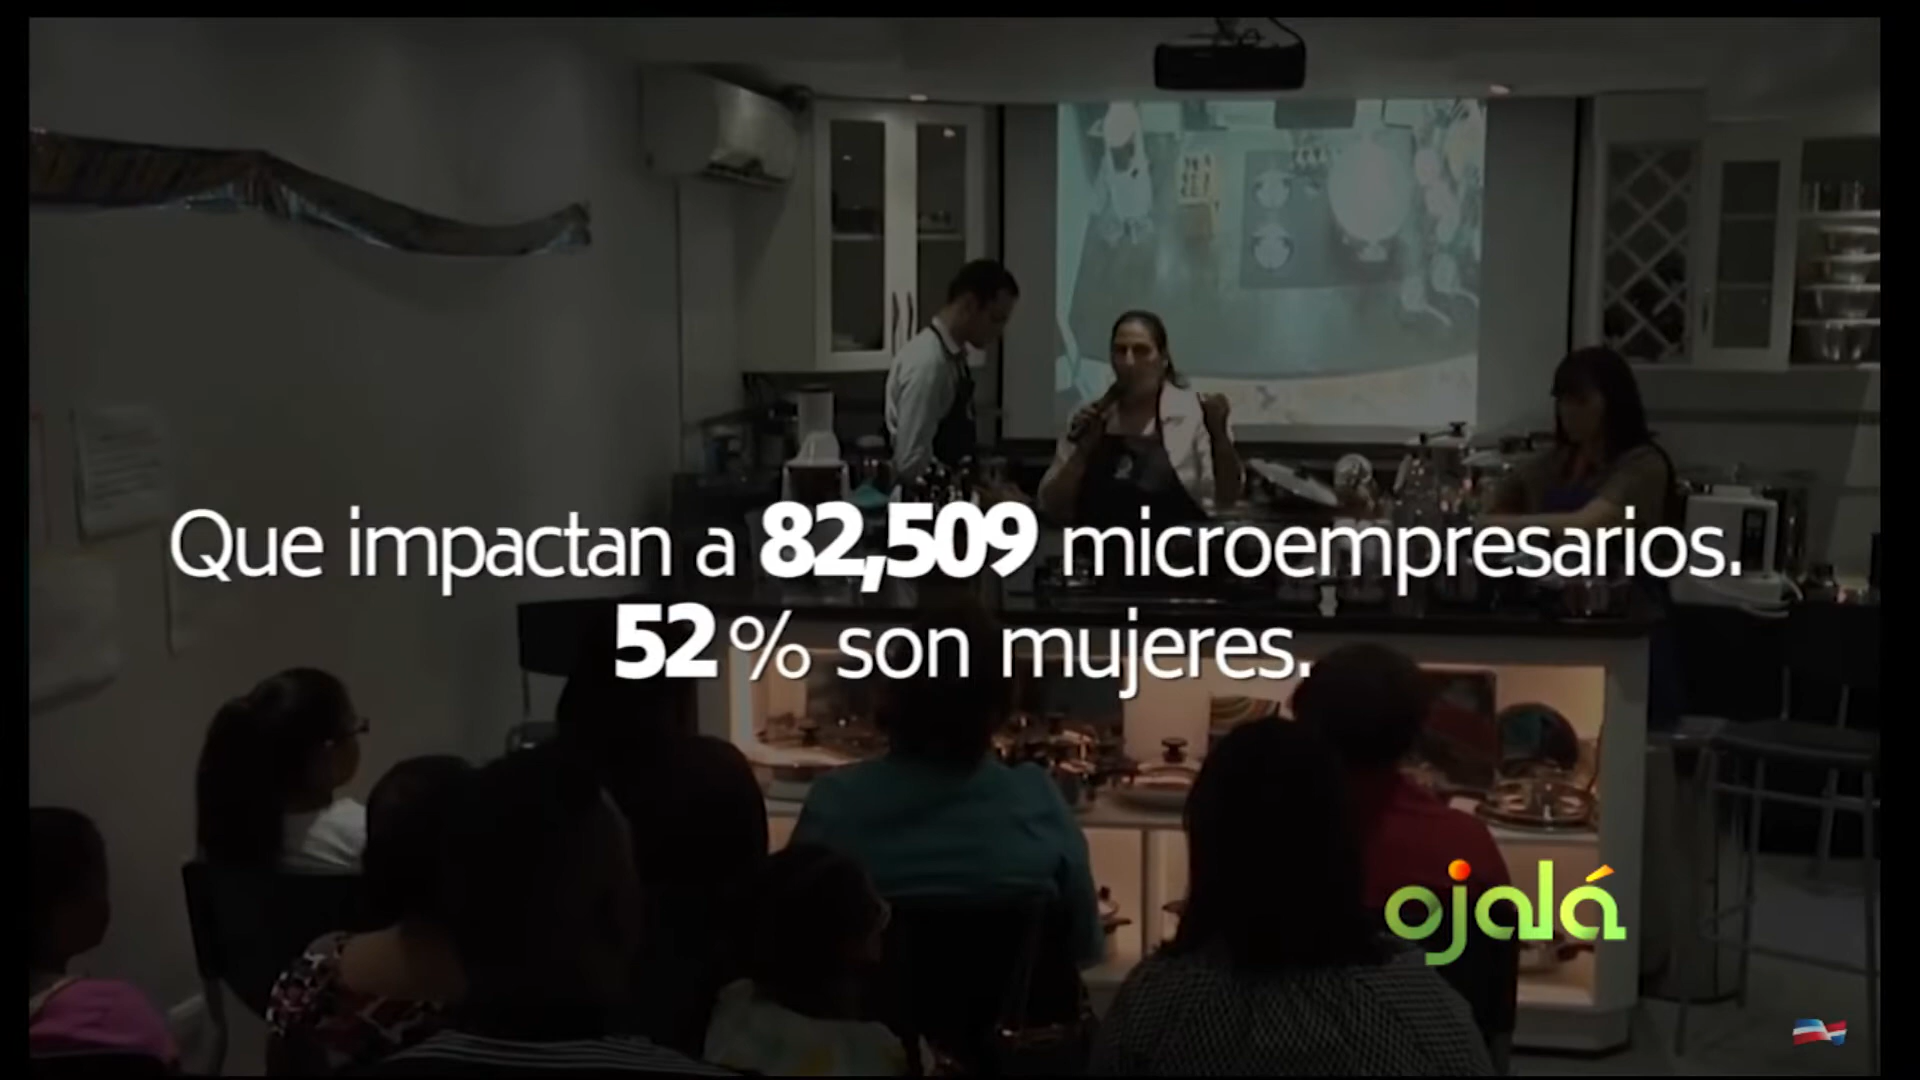 Que impactan a 82,509 microempresarios.
52% son mujeres.
ojalá